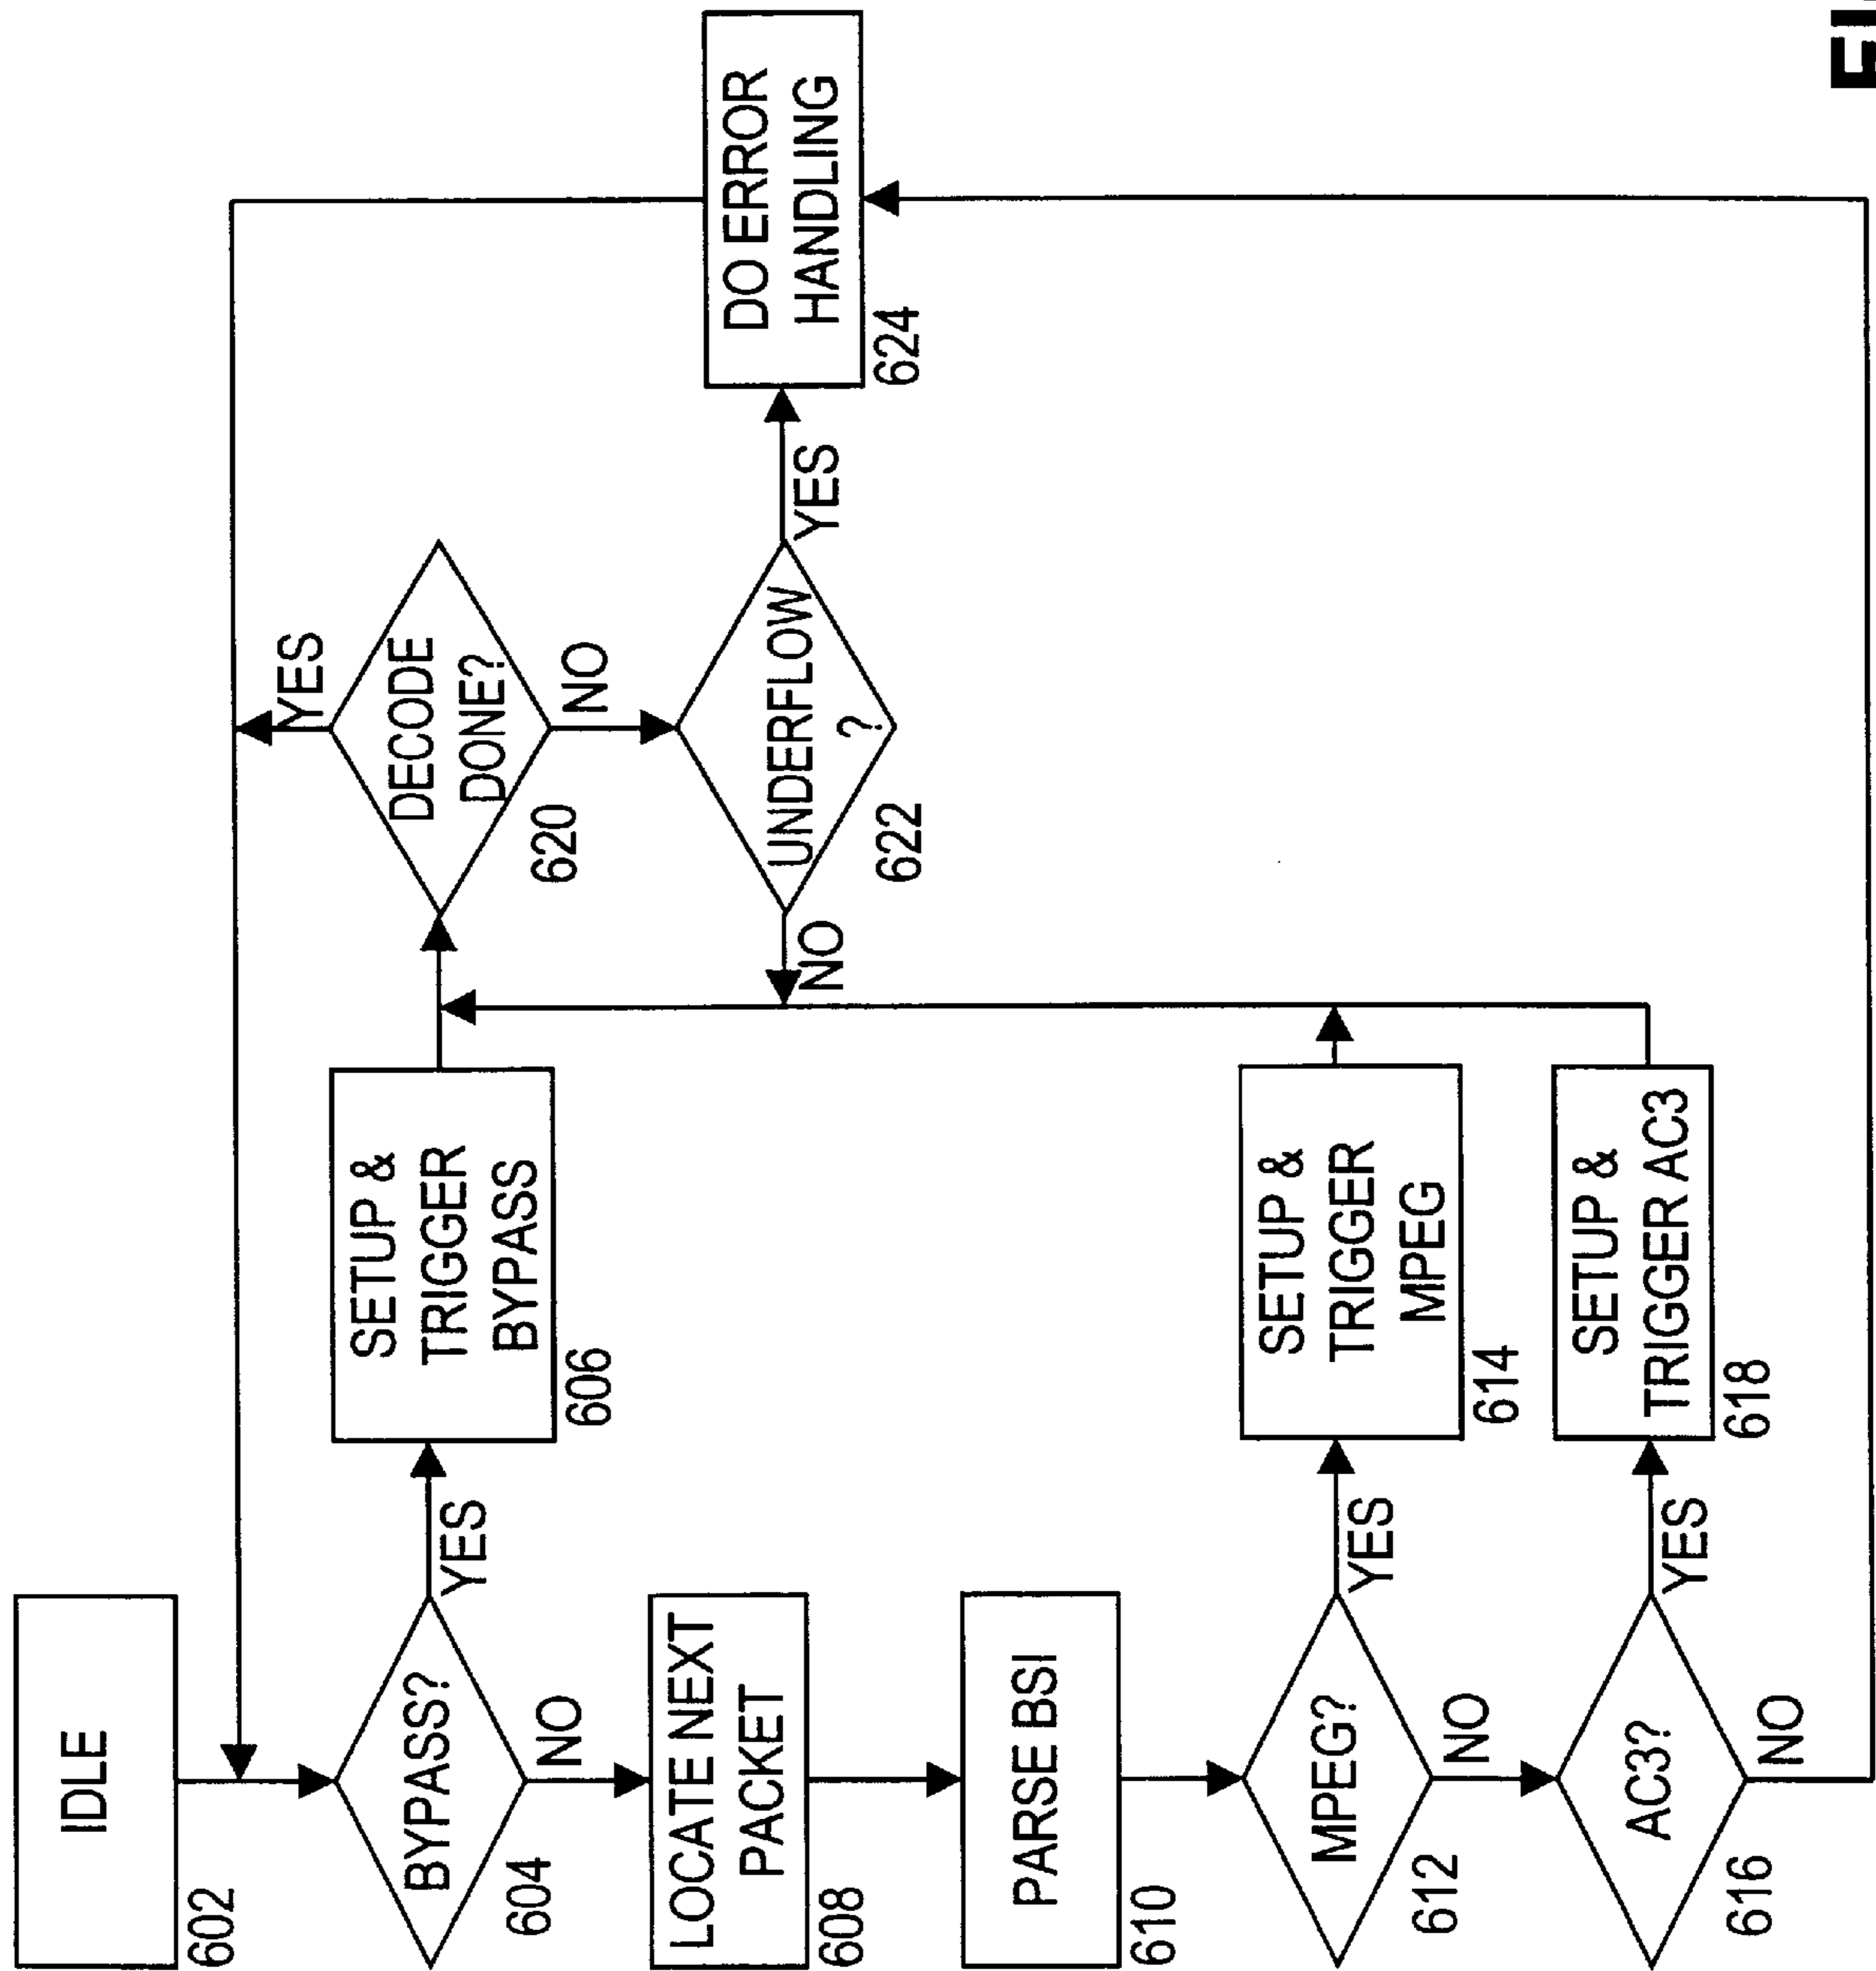 IDLE
602
BYPASS?
604
YES
NO
SETUP &
TRIGGER
BYPASS
606
LOCATE NEXT
PACKET
608
PARSE BSI
610
MPEG?
612
YES
NO
SETUP &
TRIGGER
MPEG
614
AC3?
616
YES
NO
SETUP &
TRIGGER AC3
618
DECODE
DONE?
620
YES
NO
UNDERFLOW
?
622
NO
YES
DO ERROR
HANDLING
624